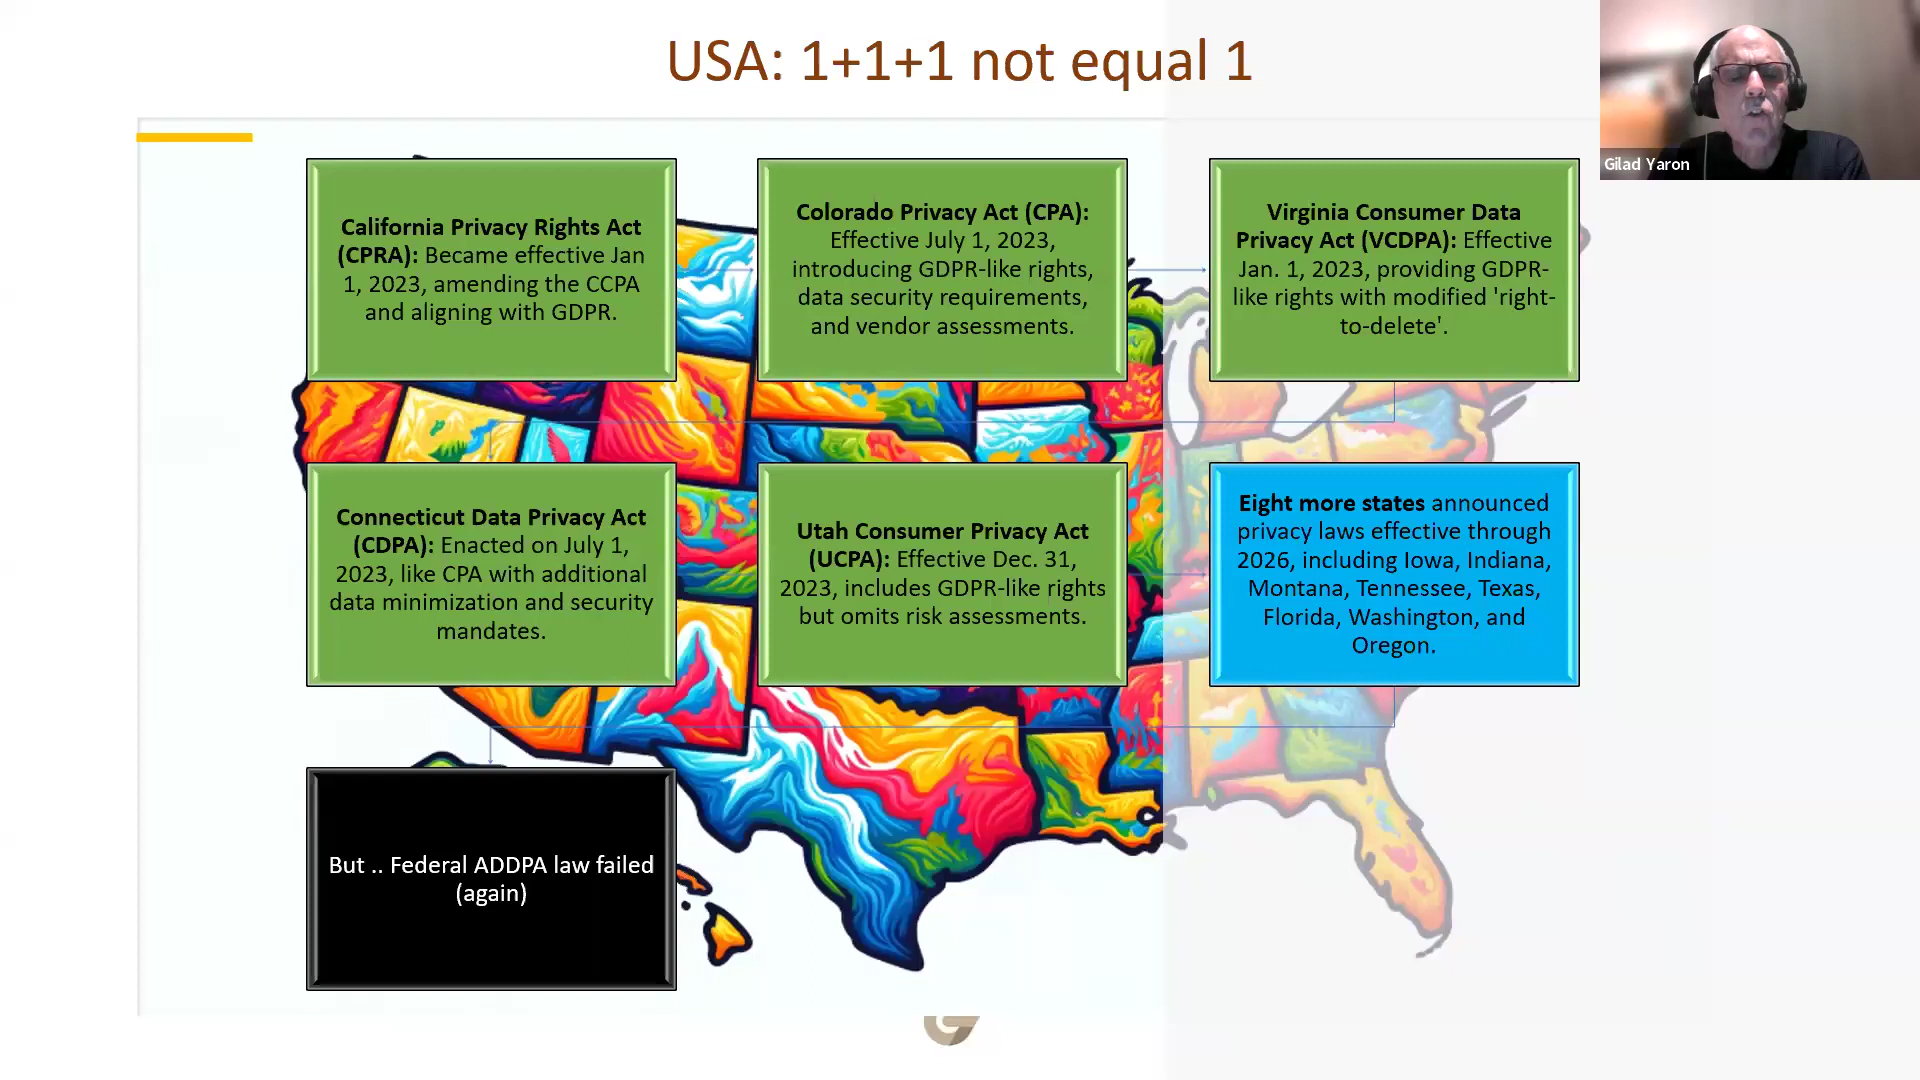 USA: 1+1+1 not equal 1
Gilad Yaron
California Privacy Rights Act
(CPRA): Became effective Jan
1, 2023, amending the CCPA
and aligning with GDPR.
Colorado Privacy Act (CPA):
Effective July 1, 2023,
introducing GDPR-like rights,
data security requirements,
and vendor assessments.
Virginia Consumer Data
Privacy Act (VCDPA): Effective
Jan. 1, 2023, providing GDPR-
like rights with modified 'right-
to-delete'.
Connecticut Data Privacy Act
(CDPA): Enacted on July 1,
2023, like CPA with additional
data minimization and security
mandates.
Utah Consumer Privacy Act
(UCPA): Effective Dec. 31,
2023, includes GDPR-like rights
but omits risk assessments.
Eight more states announced
privacy laws effective through
2026, including Iowa, Indiana,
Montana, Tennessee, Texas,
Florida, Washington, and
Oregon.
But .. Federal ADDPA law failed
(again)